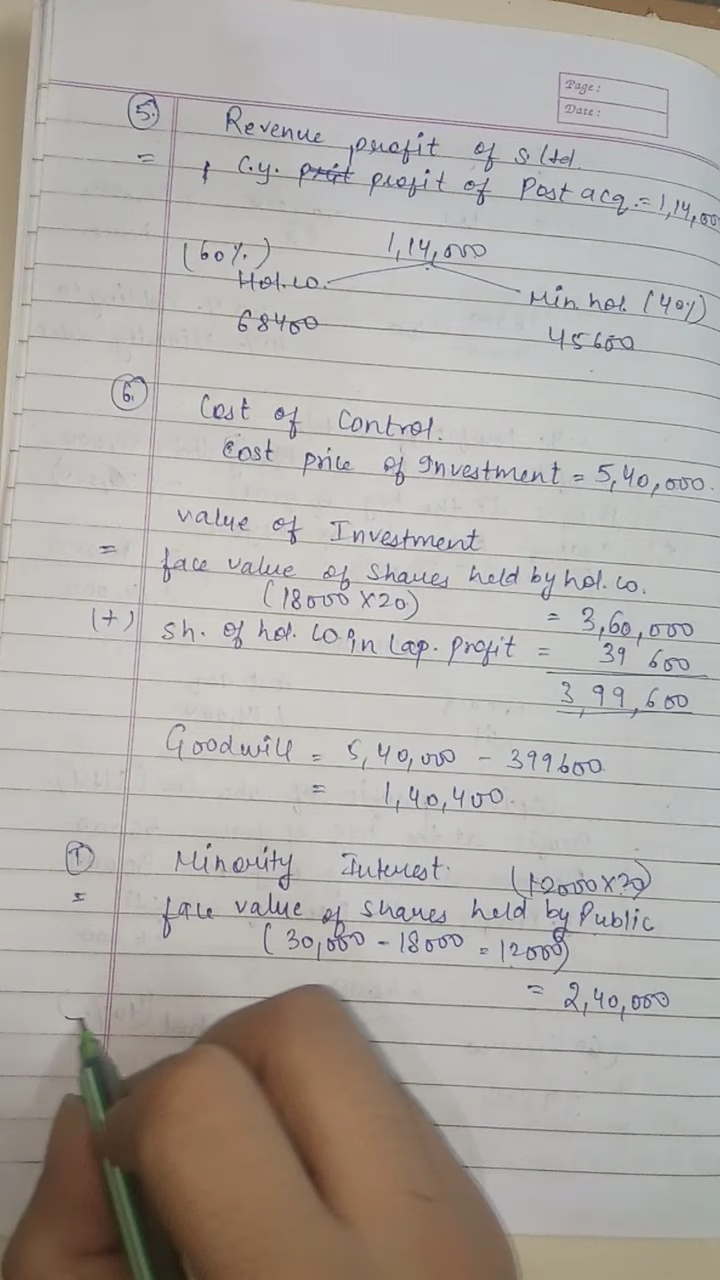 Page:
Date:
5. Revenue profit of S. Ltd.
= C.y. profit of Post acq. = 1,14,000
1,14,000
(60%)
Hol. co. Min. hol. (40%)
68400 45600
6. Cost of Control.
Cost price of Investment = 5,40,000.
Value of Investment
= face value of shares held by hol. co.
(18000 X 20) = 3,60,000
(+) Sh. of hol. co in Cap. profit = 39 600
3,99,600
Goodwill = 5,40,000 - 399600
= 1,40,400.
7. Minority Interest. (12000 X 20)
= face value of shares held by Public
(30,000 - 18000 = 12000)
= 2,40,000